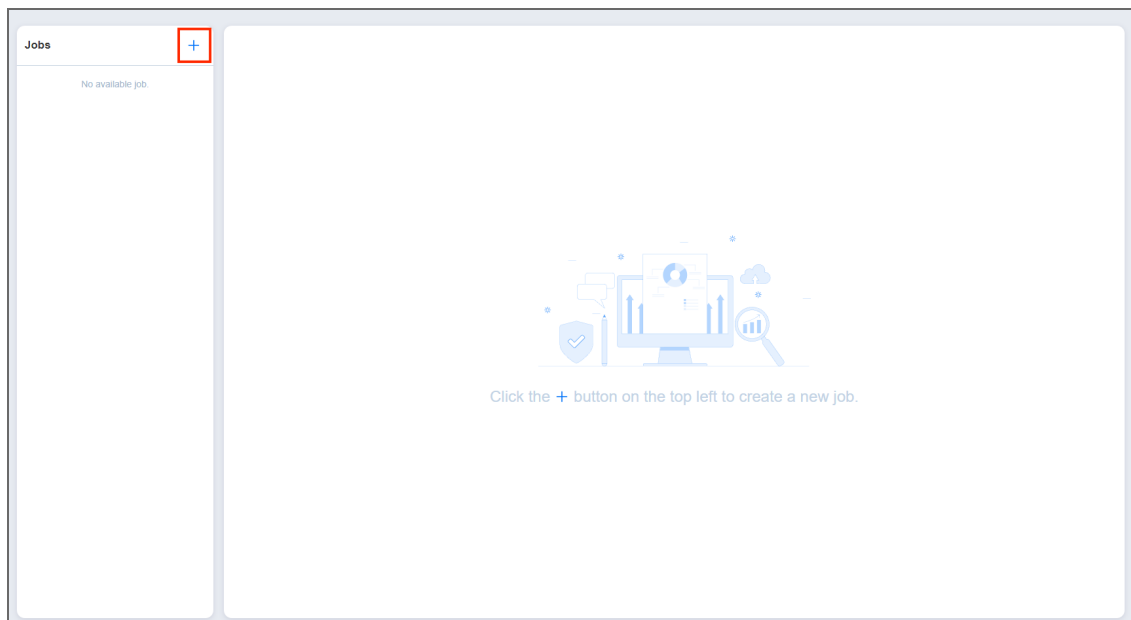 Jobs +
No available job.
Click the + button on the top left to create a new job.